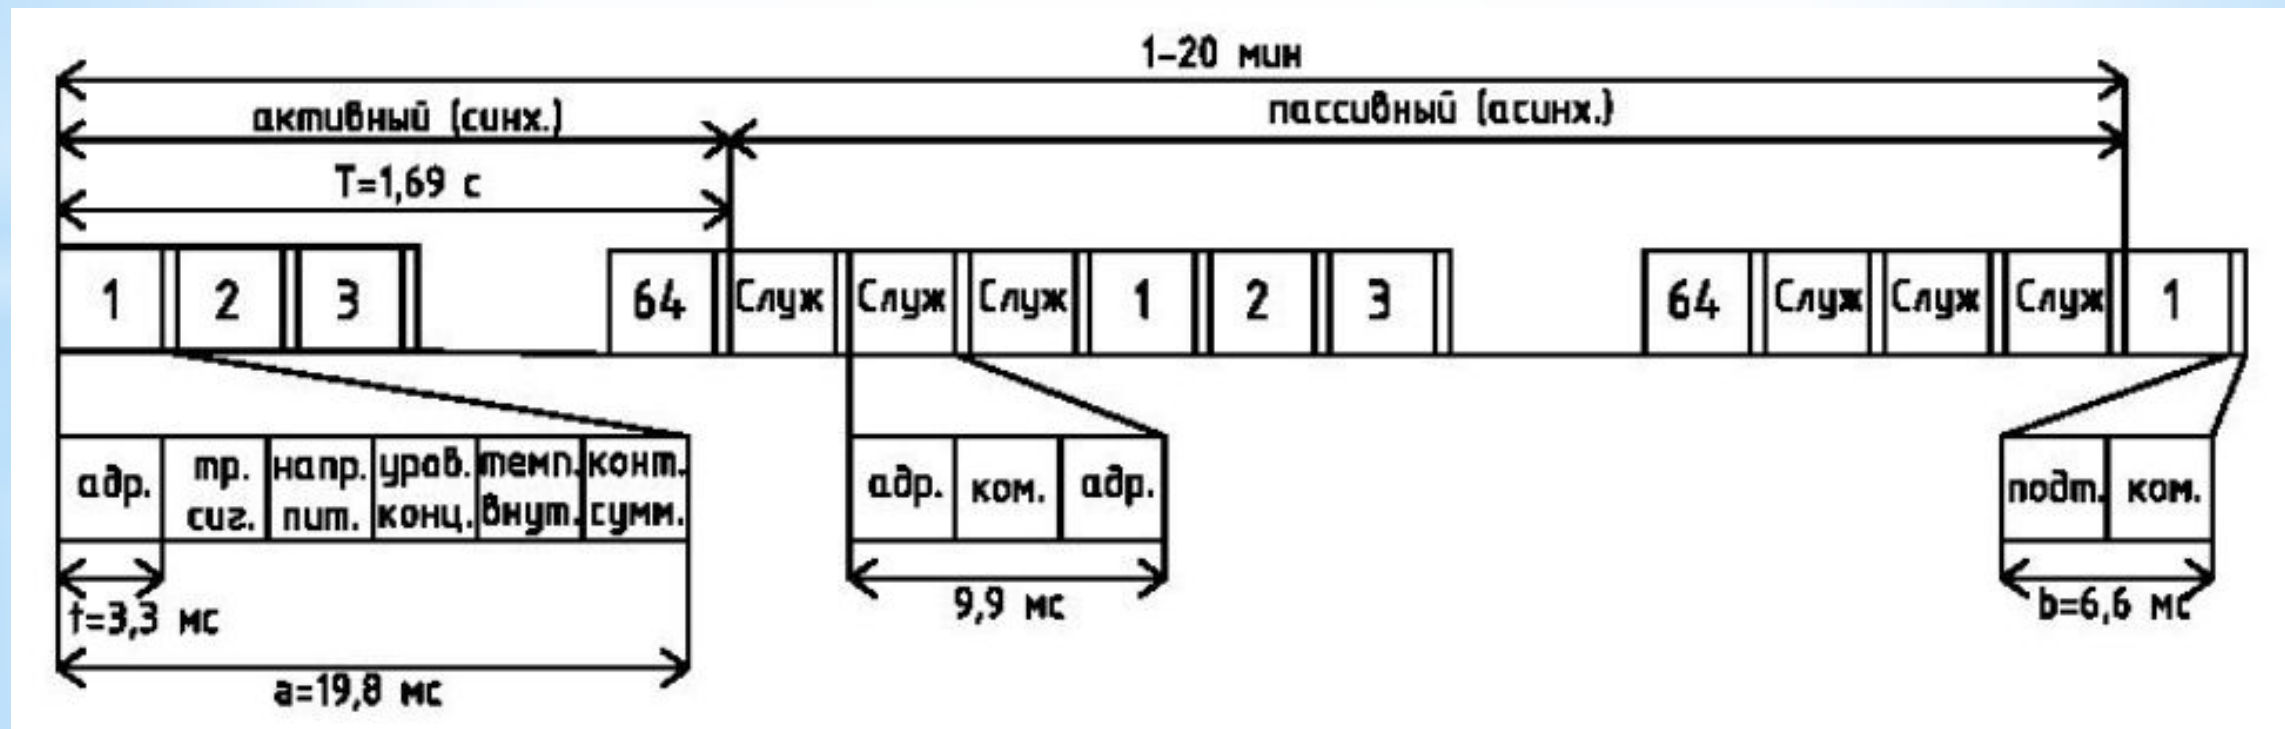 1-20 мин
активный (синх.)
пассивный (асинх.)
T=1,69 с
1 2 3 64 Служ Служ Служ 1 2 3 64 Служ Служ Служ 1
адр. тр. сиг. напр. пит. урав. конц. темп. внут. конт. сумм.
адр. ком. адр.
подт. ком.
t=3,3 мс
9,9 мс
b=6,6 мс
a=19,8 мс